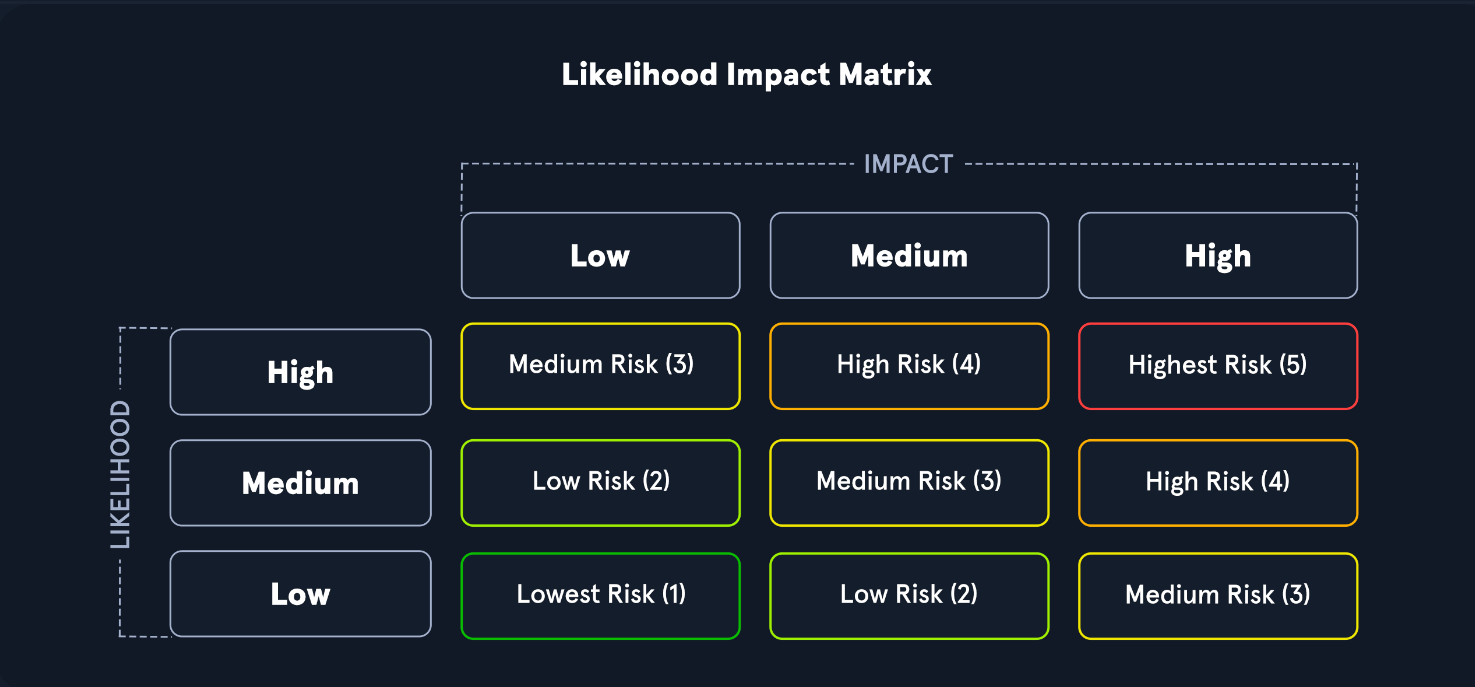 Likelihood Impact Matrix
IMPACT
Low Medium High
LIKELIHOOD
High Medium Risk (3) High Risk (4) Highest Risk (5)
Medium Low Risk (2) Medium Risk (3) High Risk (4)
Low Lowest Risk (1) Low Risk (2) Medium Risk (3)